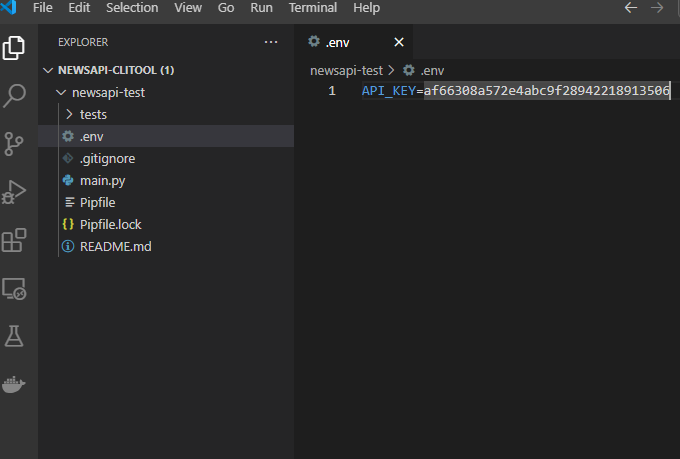 File Edit Selection View Go Run Terminal Help
EXPLORER
.env
NEWSAPI-CLITOOL (1)
newsapi-test > .env
newsapi-test
1 API_KEY=af66308a572e4abc9f28942218913506
tests
.env
.gitignore
main.py
Pipfile
Pipfile.lock
README.md